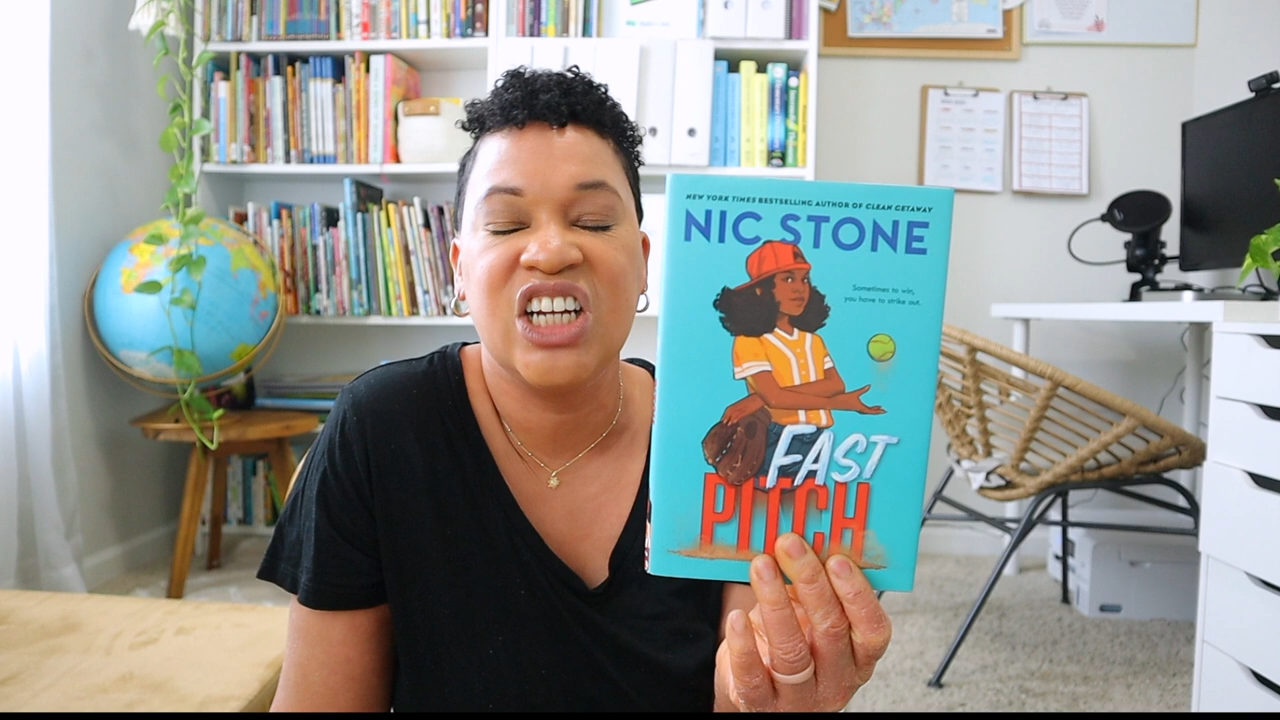 NEW YORK TIMES BESTSELLING AUTHOR OF CLEAN GETAWAY
NIC STONE
Sometimes to win,
you have to strike out.
FAST
PITCH